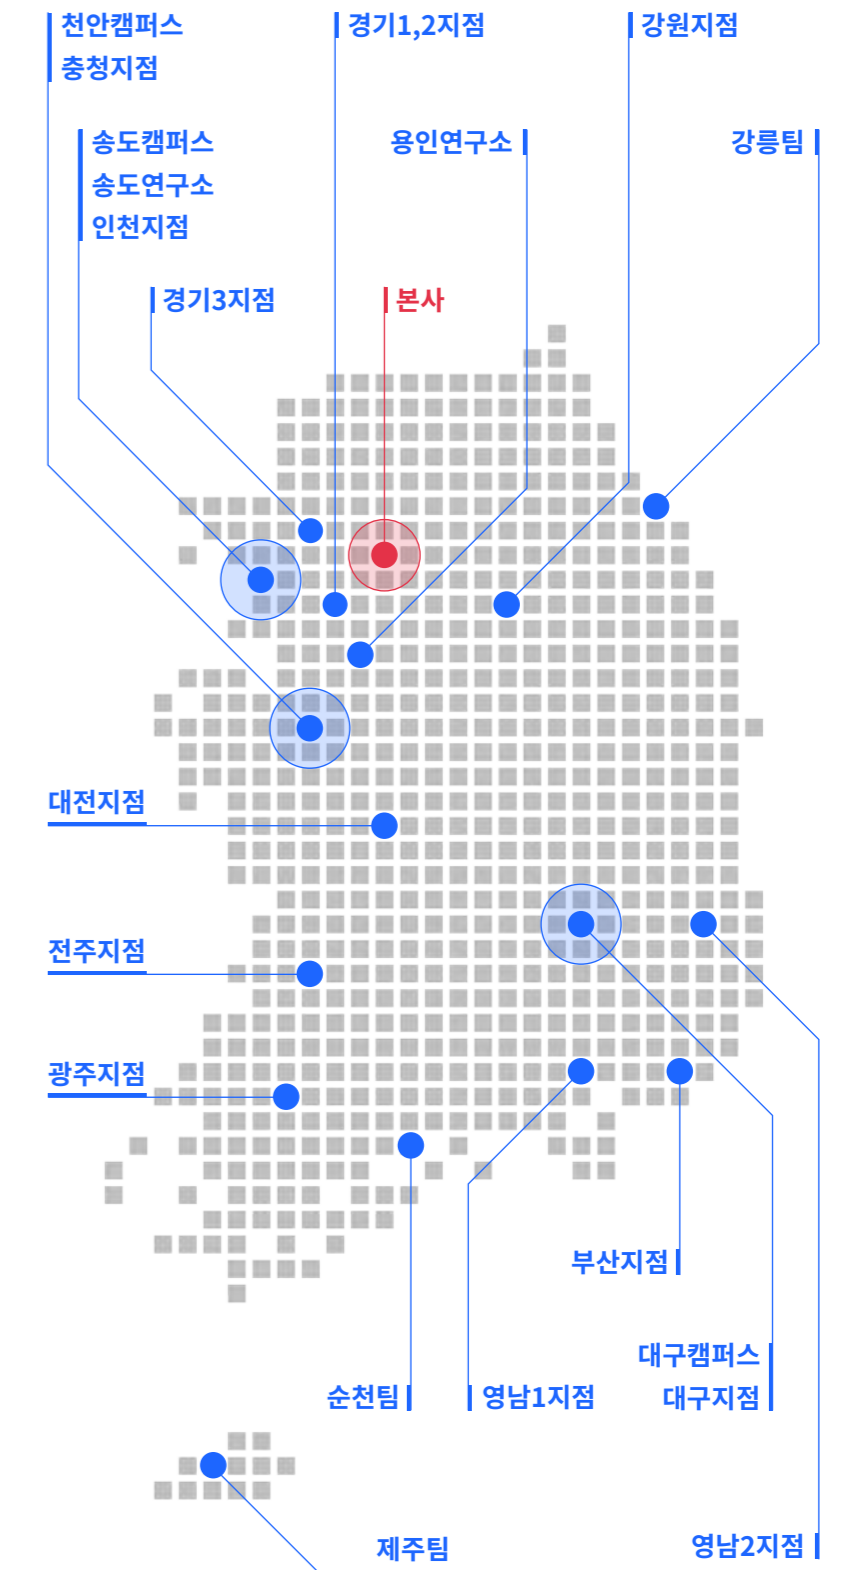 천안캠퍼스
충청지점
경기1,2지점
강원지점
송도캠퍼스
송도연구소
인천지점
용인연구소
강릉팀
경기3지점
본사
대전지점
전주지점
광주지점
부산지점
대구캠퍼스
대구지점
순천팀
영남1지점
제주팀
영남2지점